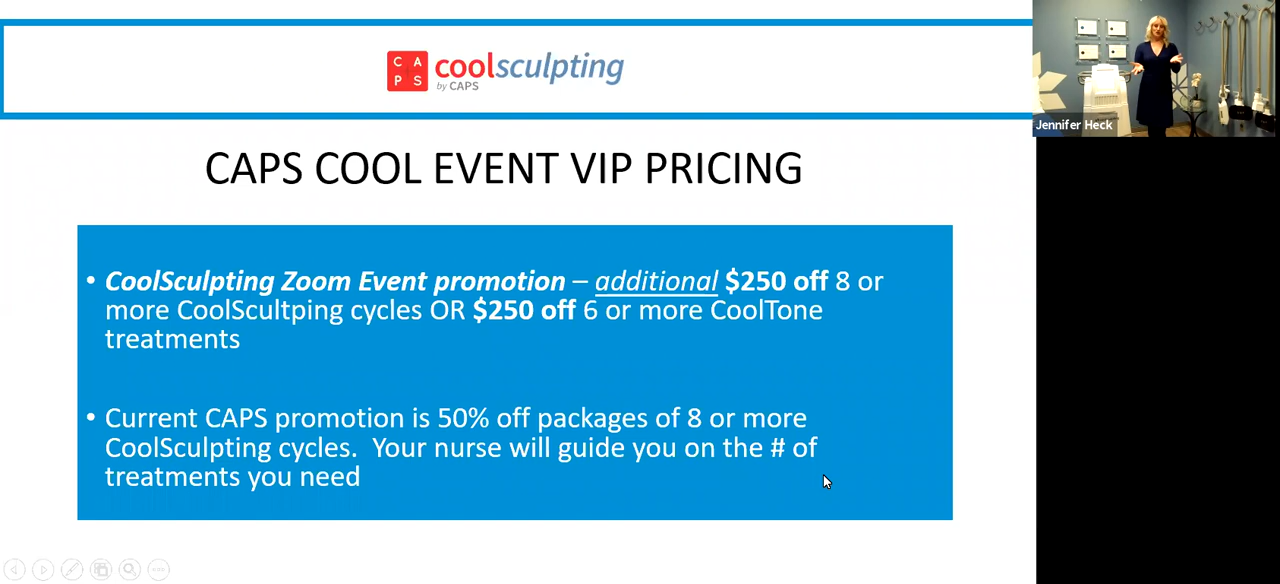 C A
P S
coolsculpting
by CAPS
Jennifer Heck
CAPS COOL EVENT VIP PRICING
• CoolSculpting Zoom Event promotion – additional $250 off 8 or
more CoolScultping cycles OR $250 off 6 or more CoolTone
treatments
• Current CAPS promotion is 50% off packages of 8 or more
CoolSculpting cycles.  Your nurse will guide you on the # of
treatments you need